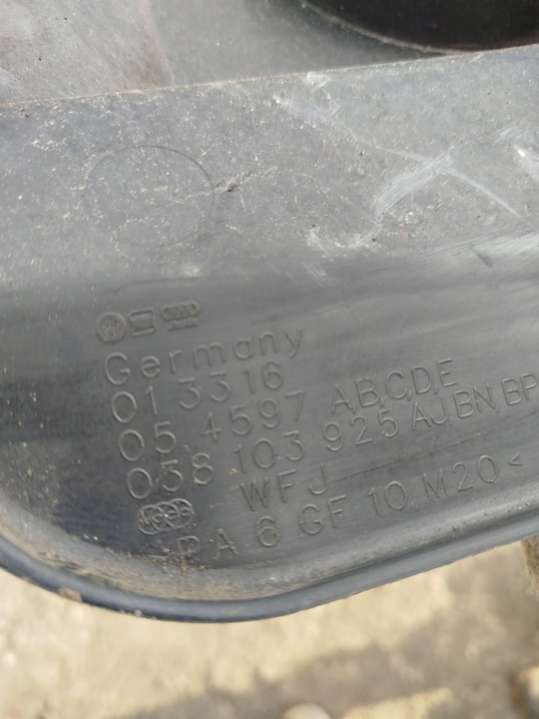 Germany
01 3316
05 4597 ABCDE
038 103 925 AJ BN BP
WFJ
PA 6 GF 10 M20<